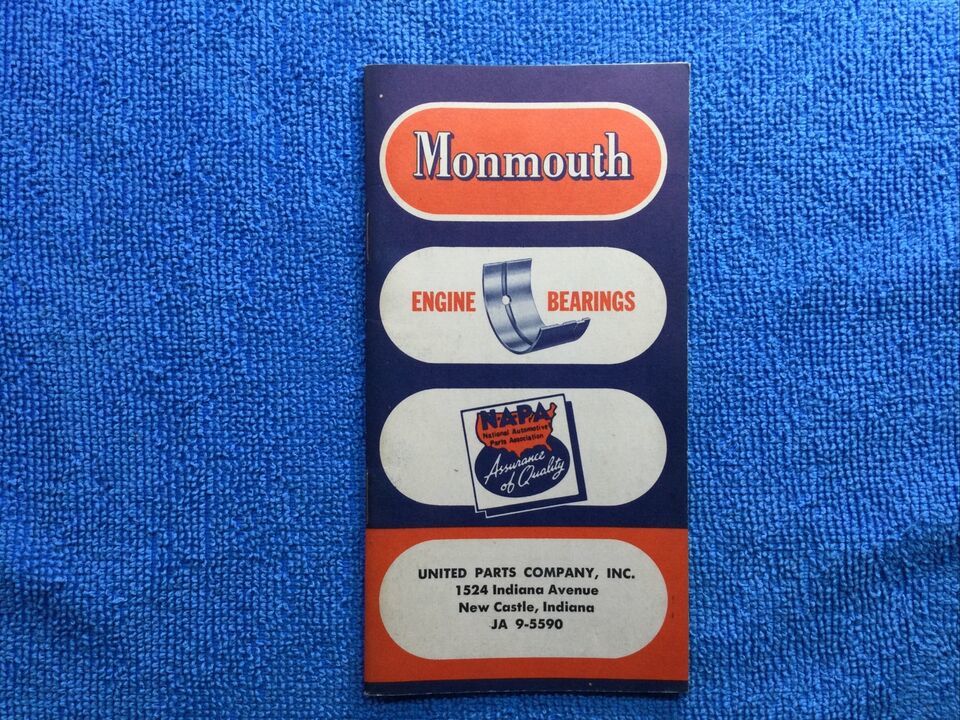 Monmouth
ENGINE BEARINGS
NAPA
National Automotive
Parts Association
Assurance
of Quality
UNITED PARTS COMPANY, INC.
1524 Indiana Avenue
New Castle, Indiana
JA 9-5590